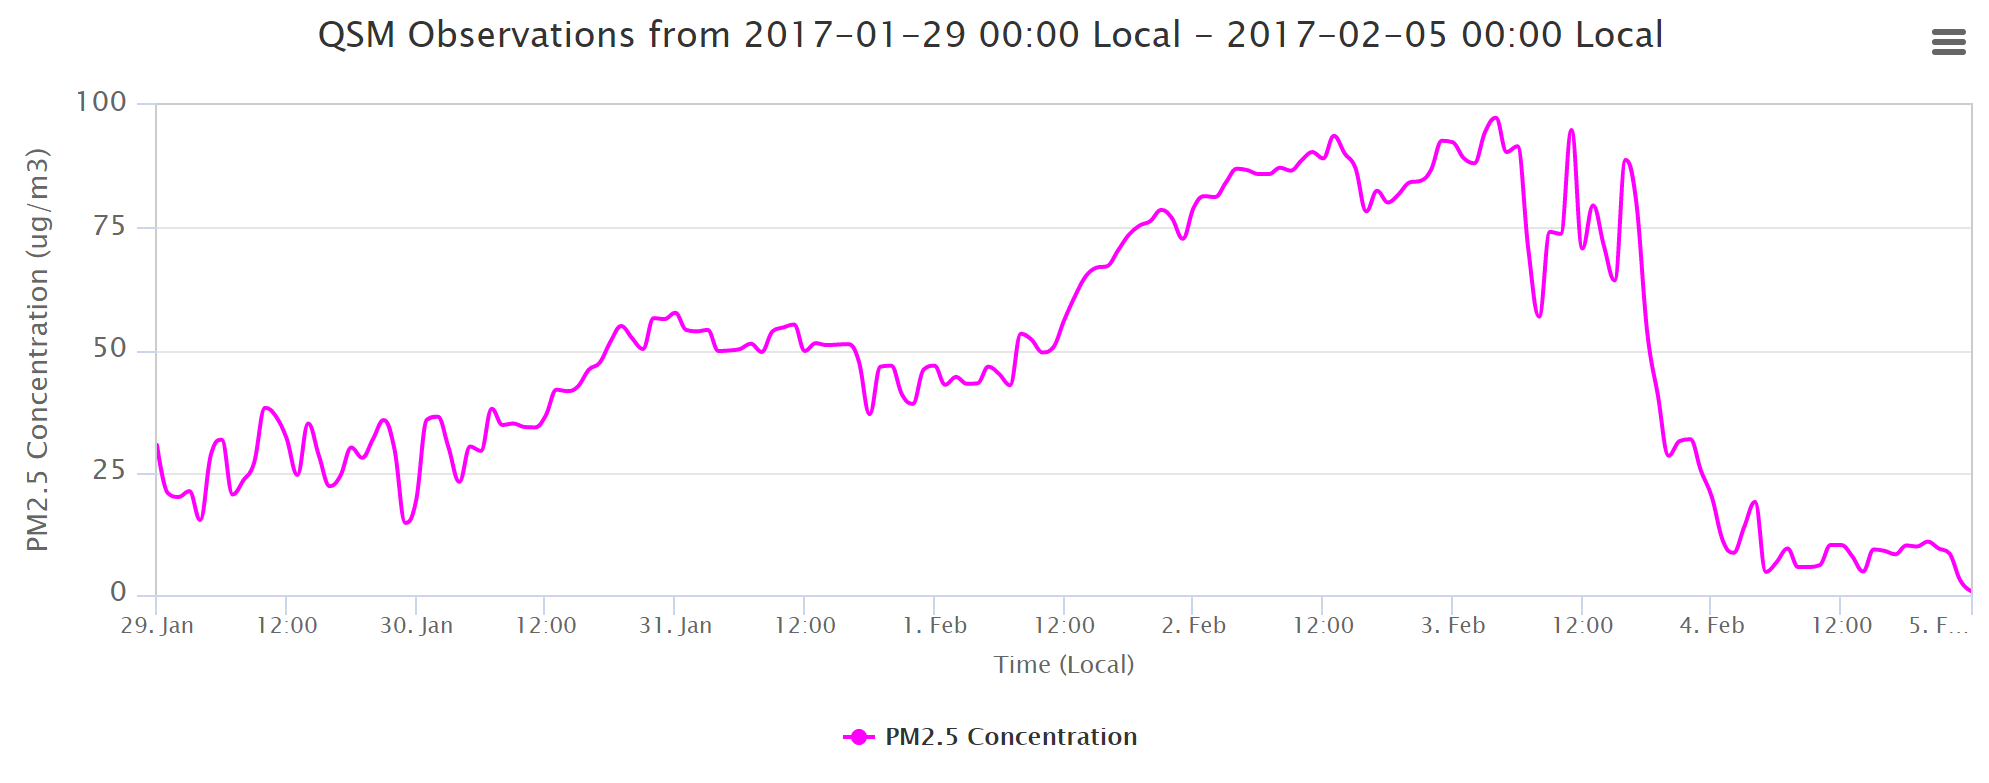 QSM Observations from 2017-01-29 00:00 Local - 2017-02-05 00:00 Local
PM2.5 Concentration (ug/m3)
100
75
50
25
0
29. Jan 12:00 30. Jan 12:00 31. Jan 12:00 1. Feb 12:00 2. Feb 12:00 3. Feb 12:00 4. Feb 12:00 5. F...
Time (Local)
PM2.5 Concentration